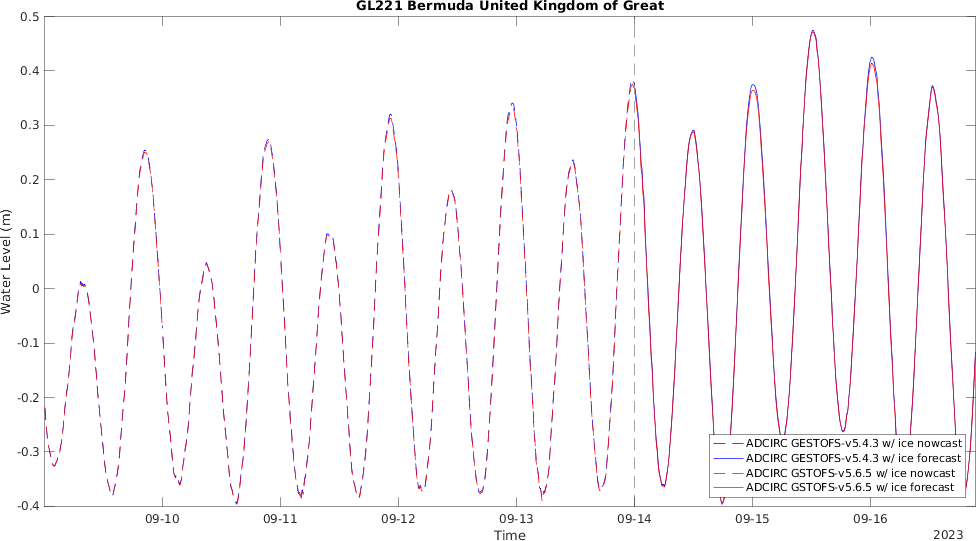 GL221 Bermuda United Kingdom of Great
0.5
0.4
0.3
0.2
0.1
0
-0.1
-0.2
-0.3
-0.4
Water Level (m)
ADCIRC GESTOFS-v5.4.3 w/ ice nowcast
ADCIRC GESTOFS-v5.4.3 w/ ice forecast
ADCIRC GSTOFS-v5.6.5 w/ ice nowcast
ADCIRC GSTOFS-v5.6.5 w/ ice forecast
09-10 09-11 09-12 09-13 09-14 09-15 09-16
Time
2023